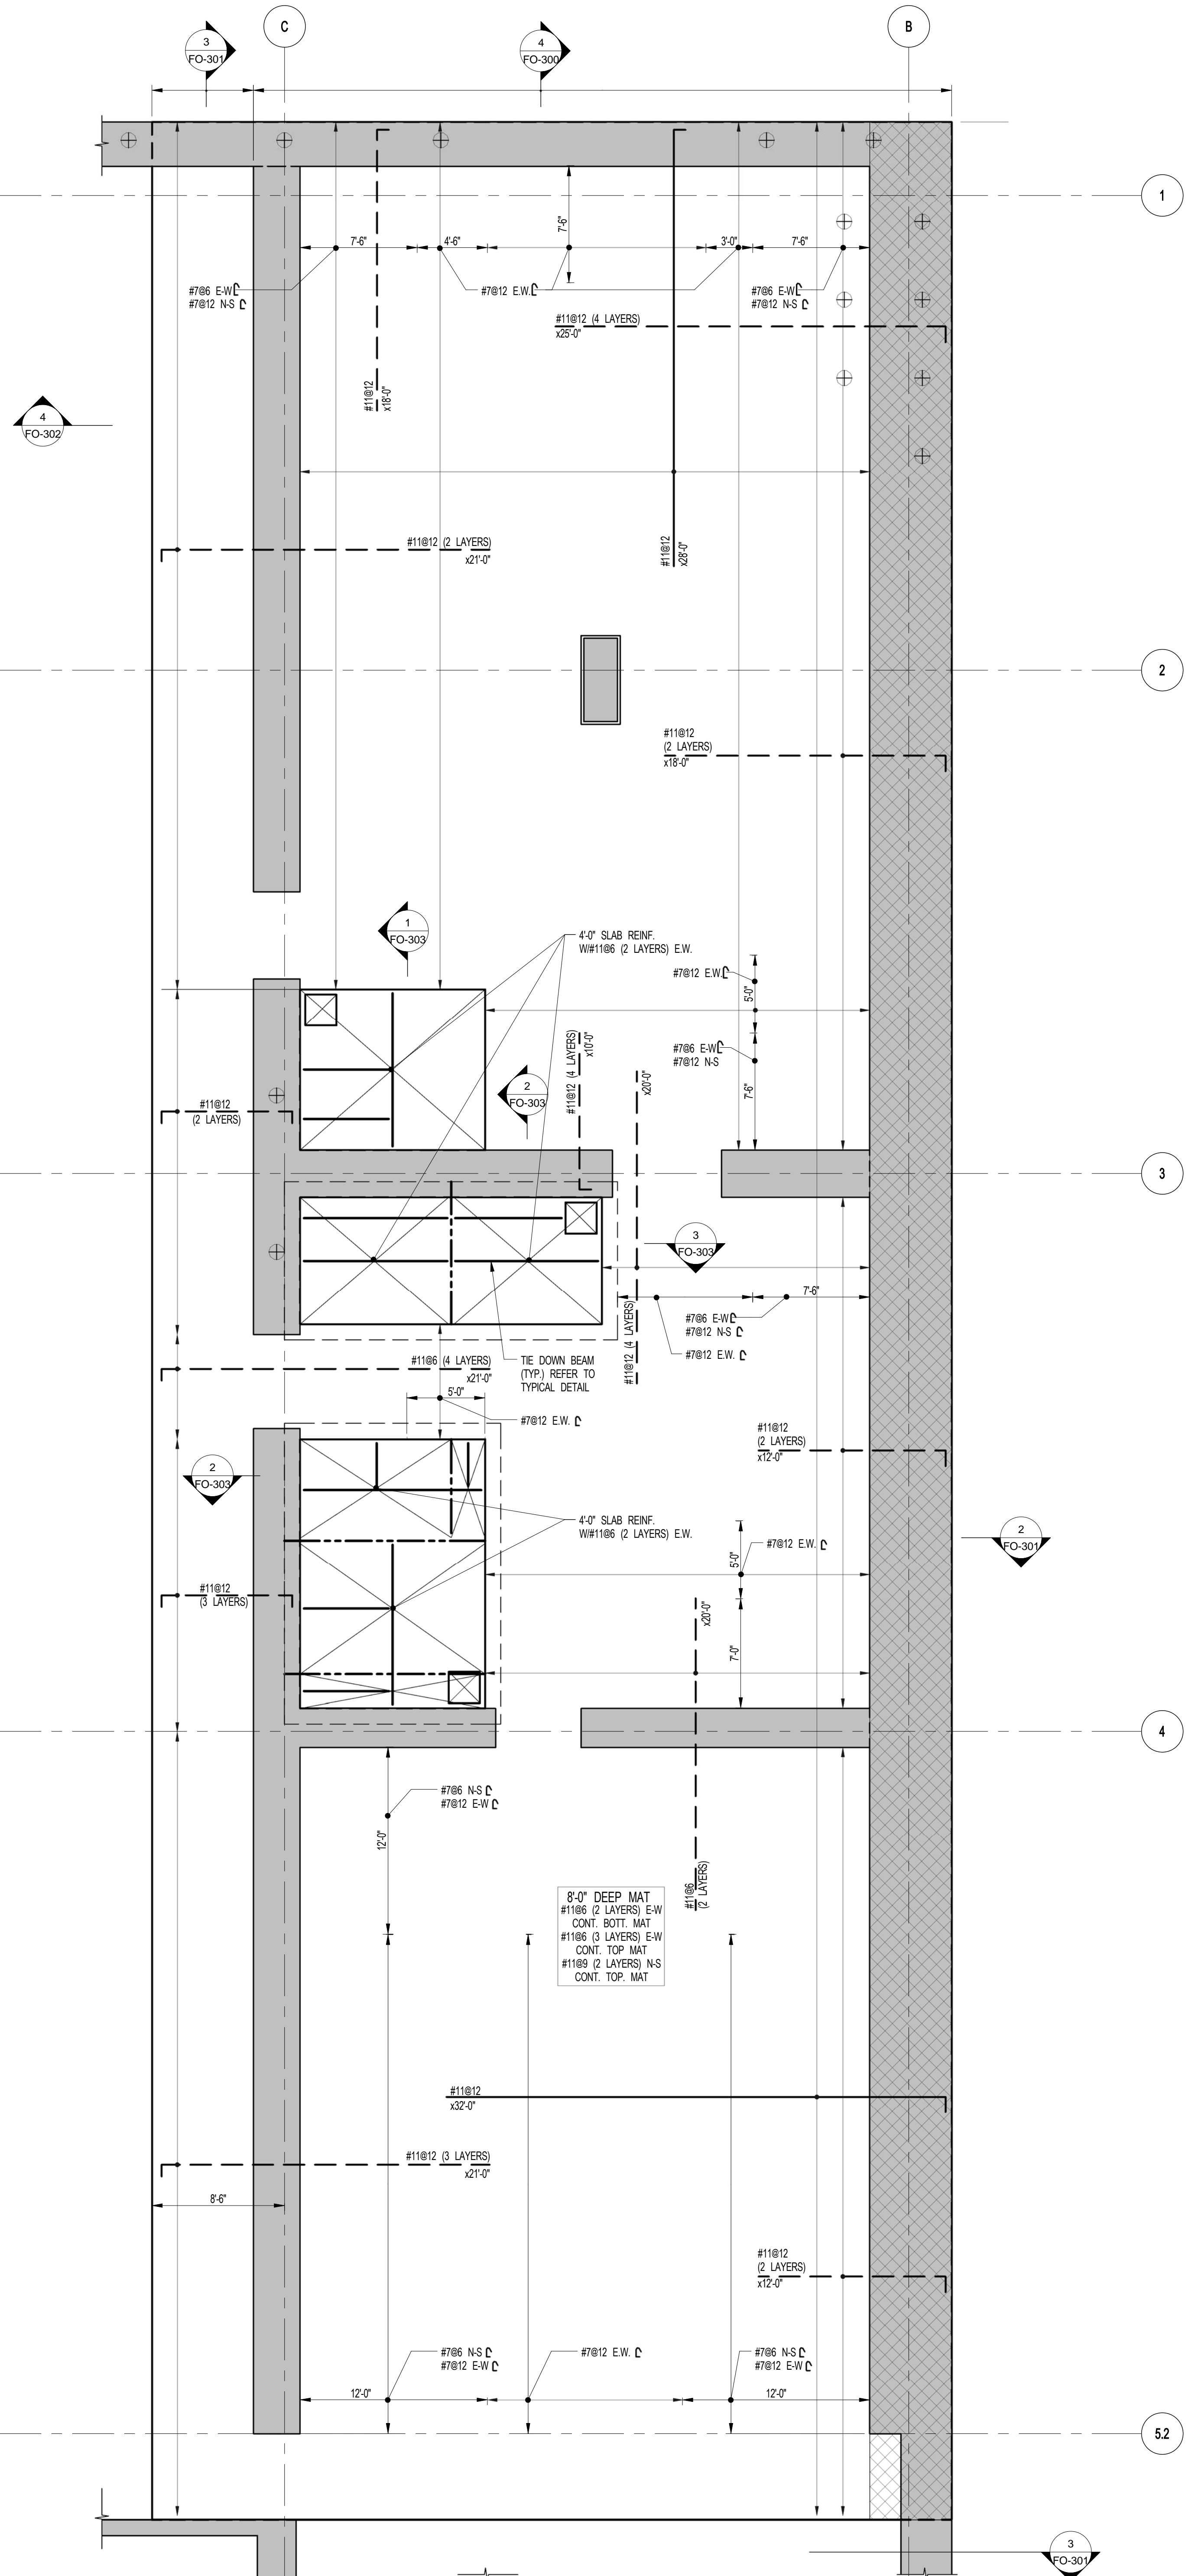 C
B
3
FO-301
4
FO-300
1
7'-6"
7'-6"
4'-6"
3'-0"
7'-6"
#7@6 E-W
#7@12 N-S
#7@12 E.W.
#7@6 E-W
#7@12 N-S
#11@12 (4 LAYERS)
x25'-0"
#11@12
x18'-0"
4
FO-302
#11@12 (2 LAYERS)
x21'-0"
#11@12
x28'-0"
2
#11@12
(2 LAYERS)
x18'-0"
1
FO-303
4'-0" SLAB REINF.
W/#11@6 (2 LAYERS) E.W.
#7@12 E.W.
5'-0"
#7@6 E-W
#7@12 N-S
7'-6"
#11@12 (4 LAYERS)
x10'-0"
x20'-0"
2
FO-303
#11@12
(2 LAYERS)
3
3
FO-303
7'-6"
#7@6 E-W
#7@12 N-S
#7@12 E.W.
#11@12 (4 LAYERS)
#11@6 (4 LAYERS)
x21'-0"
TIE DOWN BEAM
(TYP.) REFER TO
TYPICAL DETAIL
5'-0"
#7@12 E.W.
#11@12
(2 LAYERS)
x12'-0"
2
FO-303
4'-0" SLAB REINF.
W/#11@6 (2 LAYERS) E.W.
5'-0"
#7@12 E.W.
2
FO-301
#11@12
(3 LAYERS)
x20'-0"
7'-0"
4
#7@6 N-S
#7@12 E-W
12'-0"
#11@6
(2 LAYERS)
8'-0" DEEP MAT
#11@6 (2 LAYERS) E-W
CONT. BOTT. MAT
#11@6 (3 LAYERS) E-W
CONT. TOP MAT
#11@9 (2 LAYERS) N-S
CONT. TOP. MAT
#11@12
x32'-0"
#11@12 (3 LAYERS)
x21'-0"
8'-6"
#11@12
(2 LAYERS)
x12'-0"
#7@6 N-S
#7@12 E-W
#7@12 E.W.
#7@6 N-S
#7@12 E-W
12'-0"
12'-0"
5.2
3
FO-301